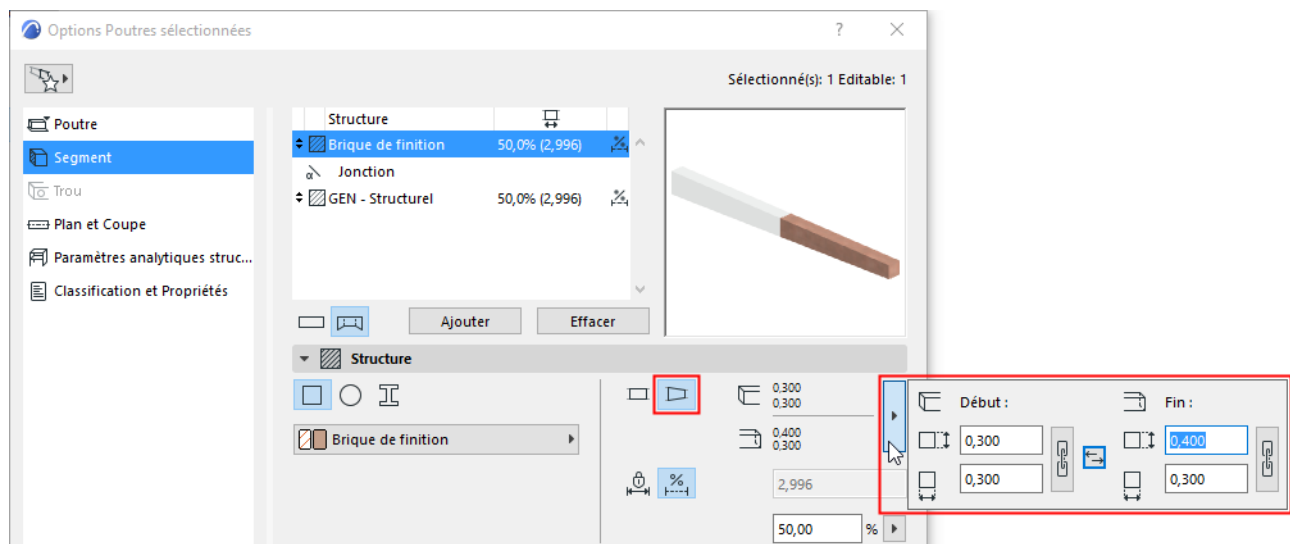 Options Poutres sélectionnées
?
Sélectionné(s): 1 Editable: 1
Poutre
Segment
Trou
Plan et Coupe
Paramètres analytiques struc...
Classification et Propriétés
Structure
Brique de finition 50,0% (2,996) %
α Jonction
GEN - Structurel 50,0% (2,996) %
Ajouter Effacer
Structure
0,300
0,300
0,400
0,300
Brique de finition
%
2,996
50,00 %
Début : Fin :
0,300 0,400
0,300 0,300